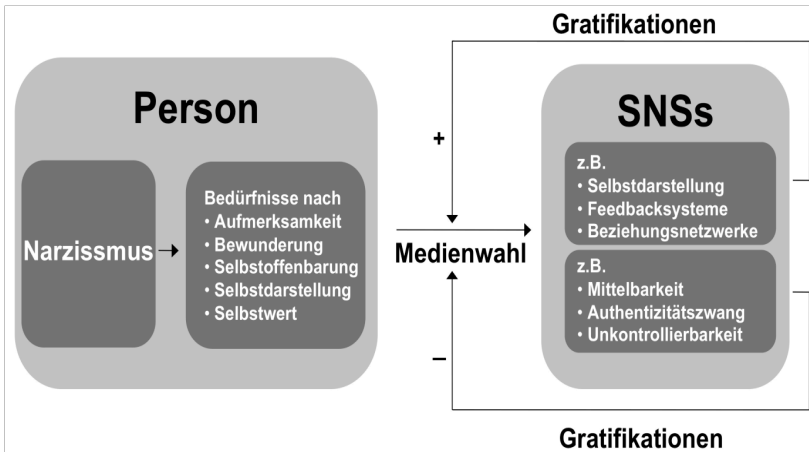 Gratifikationen
Person
Narzissmus
Bedürfnisse nach
• Aufmerksamkeit
• Bewunderung
• Selbstoffenbarung
• Selbstdarstellung
• Selbstwert
+
Medienwahl
–
SNSs
z.B.
• Selbstdarstellung
• Feedbacksysteme
• Beziehungsnetzwerke
z.B.
• Mittelbarkeit
• Authentizitätszwang
• Unkontrollierbarkeit
Gratifikationen